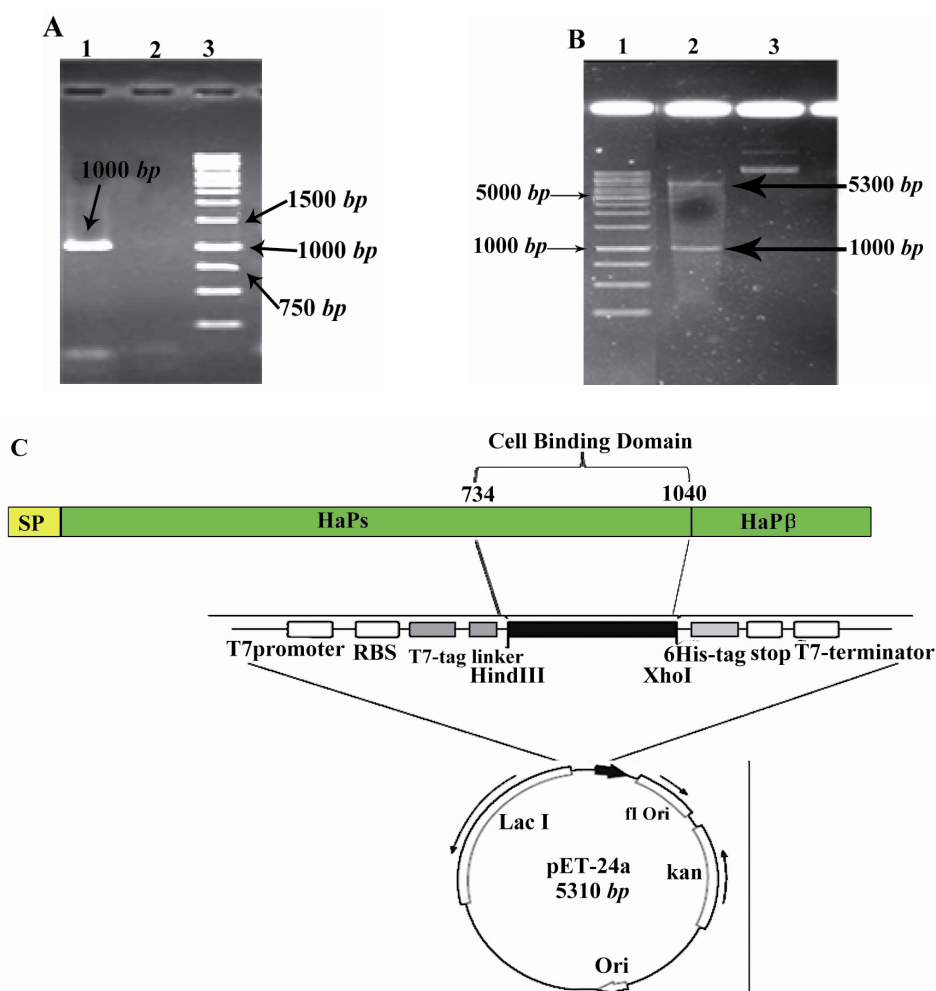 A
1 2 3
1000 bp
1500 bp
1000 bp
750 bp
B
1 2 3
5000 bp
1000 bp
5300 bp
1000 bp
C
Cell Binding Domain
734 1040
SP HaPs HaPβ
T7promoter RBS T7-tag linker 6His-tag stop T7-terminator
HindIII XhoI
Lac I
fI Ori
pET-24a
5310 bp
kan
Ori